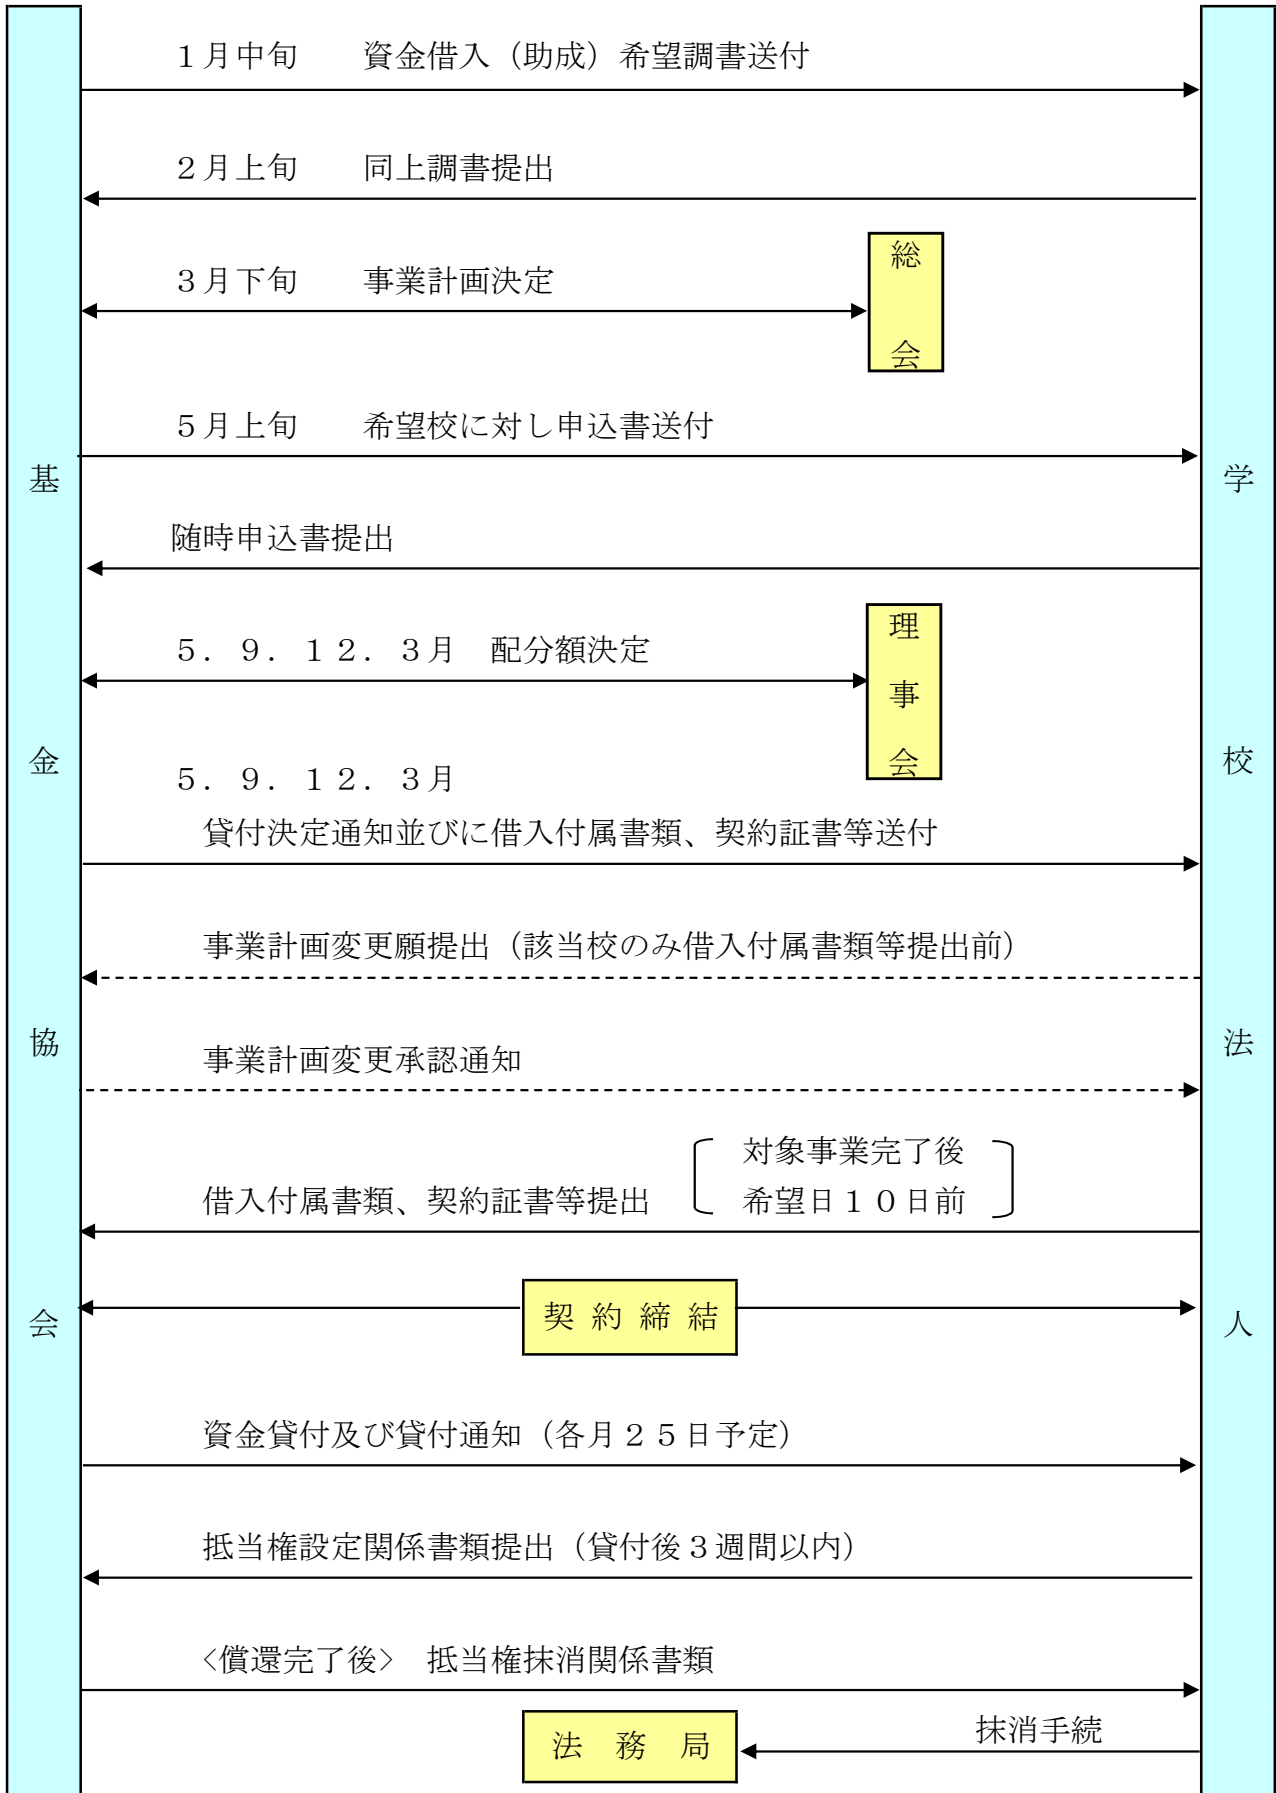 １月中旬　　資金借入（助成）希望調書送付
２月上旬　　同上調書提出
３月下旬　　事業計画決定
総会
５月上旬　　希望校に対し申込書送付
随時申込書提出
５．９．１２．３月　配分額決定
理事会
５．９．１２．３月
貸付決定通知並びに借入付属書類、契約証書等送付
事業計画変更願提出（該当校のみ借入付属書類等提出前）
事業計画変更承認通知
対象事業完了後
借入付属書類、契約証書等提出　希望日１０日前
契約締結
資金貸付及び貸付通知（各月２５日予定）
抵当権設定関係書類提出（貸付後３週間以内）
<償還完了後>　抵当権抹消関係書類
抹消手続
法務局
基金協会
学校法人